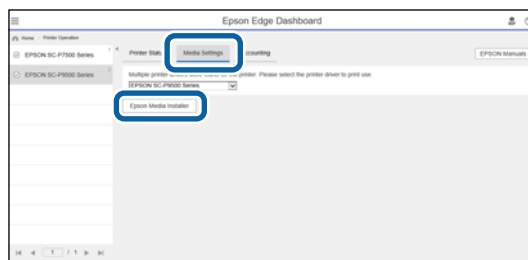 Epson Edge Dashboard
Home Printer Operation
EPSON SC-P7500 Series
EPSON SC-P9500 Series
Printer Status Media Settings Accounting
EPSON Manuals
Multiple printer drivers were found for the printer. Please select the printer driver to print use.
EPSON SC-P9500 Series
Epson Media Installer
1 / 1